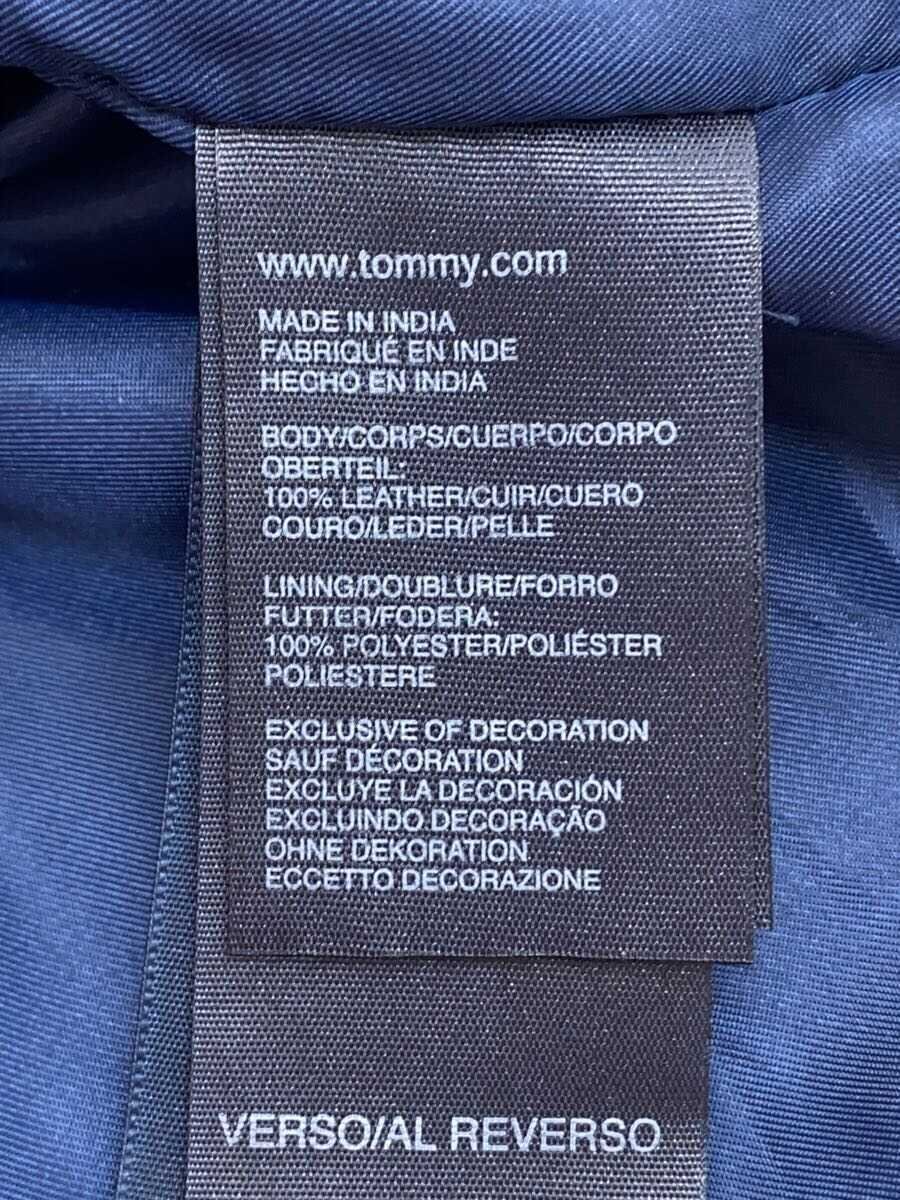 www.tommy.com
MADE IN INDIA
FABRIQUÉ EN INDE
HECHO EN INDIA
BODY/CORPS/CUERPO/CORPO
OBERTEIL:
100% LEATHER/CUIR/CUERO
COURO/LEDER/PELLE
LINING/DOUBLURE/FORRO
FUTTER/FODERA:
100% POLYESTER/POLIÉSTER
POLIESTERE
EXCLUSIVE OF DECORATION
SAUF DÉCORATION
EXCLUYE LA DECORACIÓN
EXCLUINDO DECORAÇÃO
OHNE DEKORATION
ECCETTO DECORAZIONE
VERSO/AL REVERSO